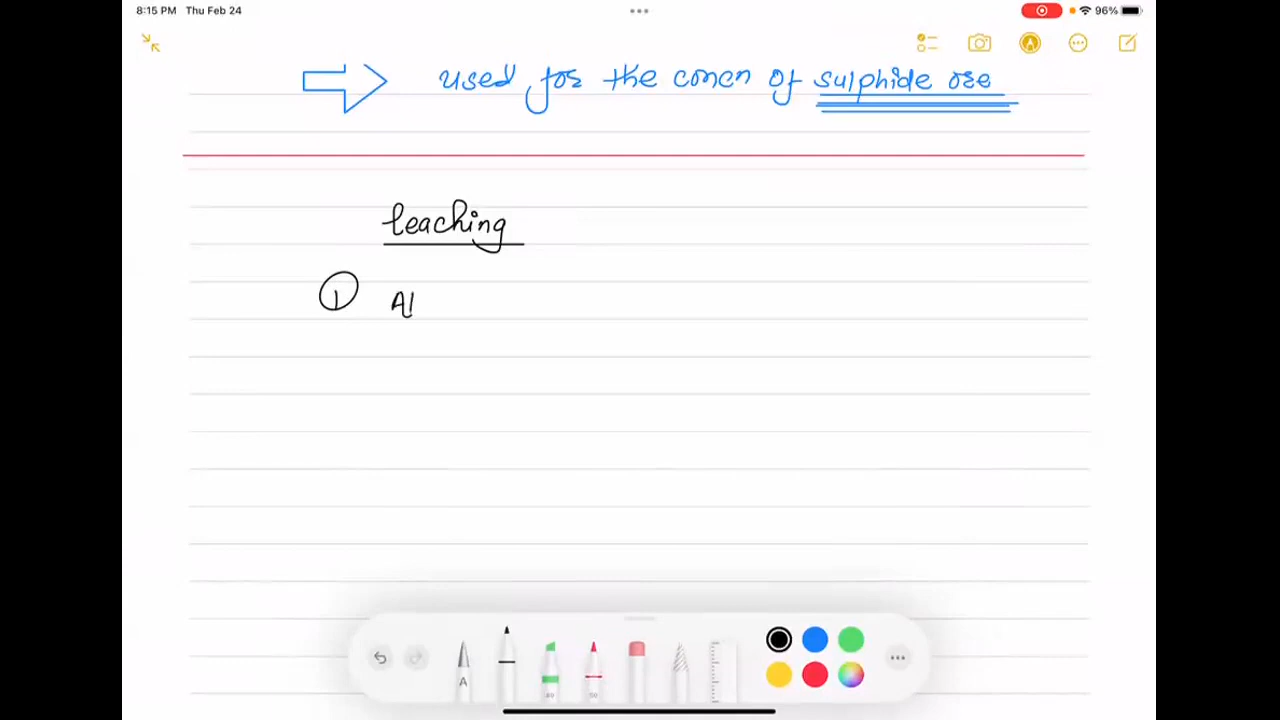 8:15 PM Thu Feb 24
96%
used for the concn of sulphide ore
leaching
1 Al
A